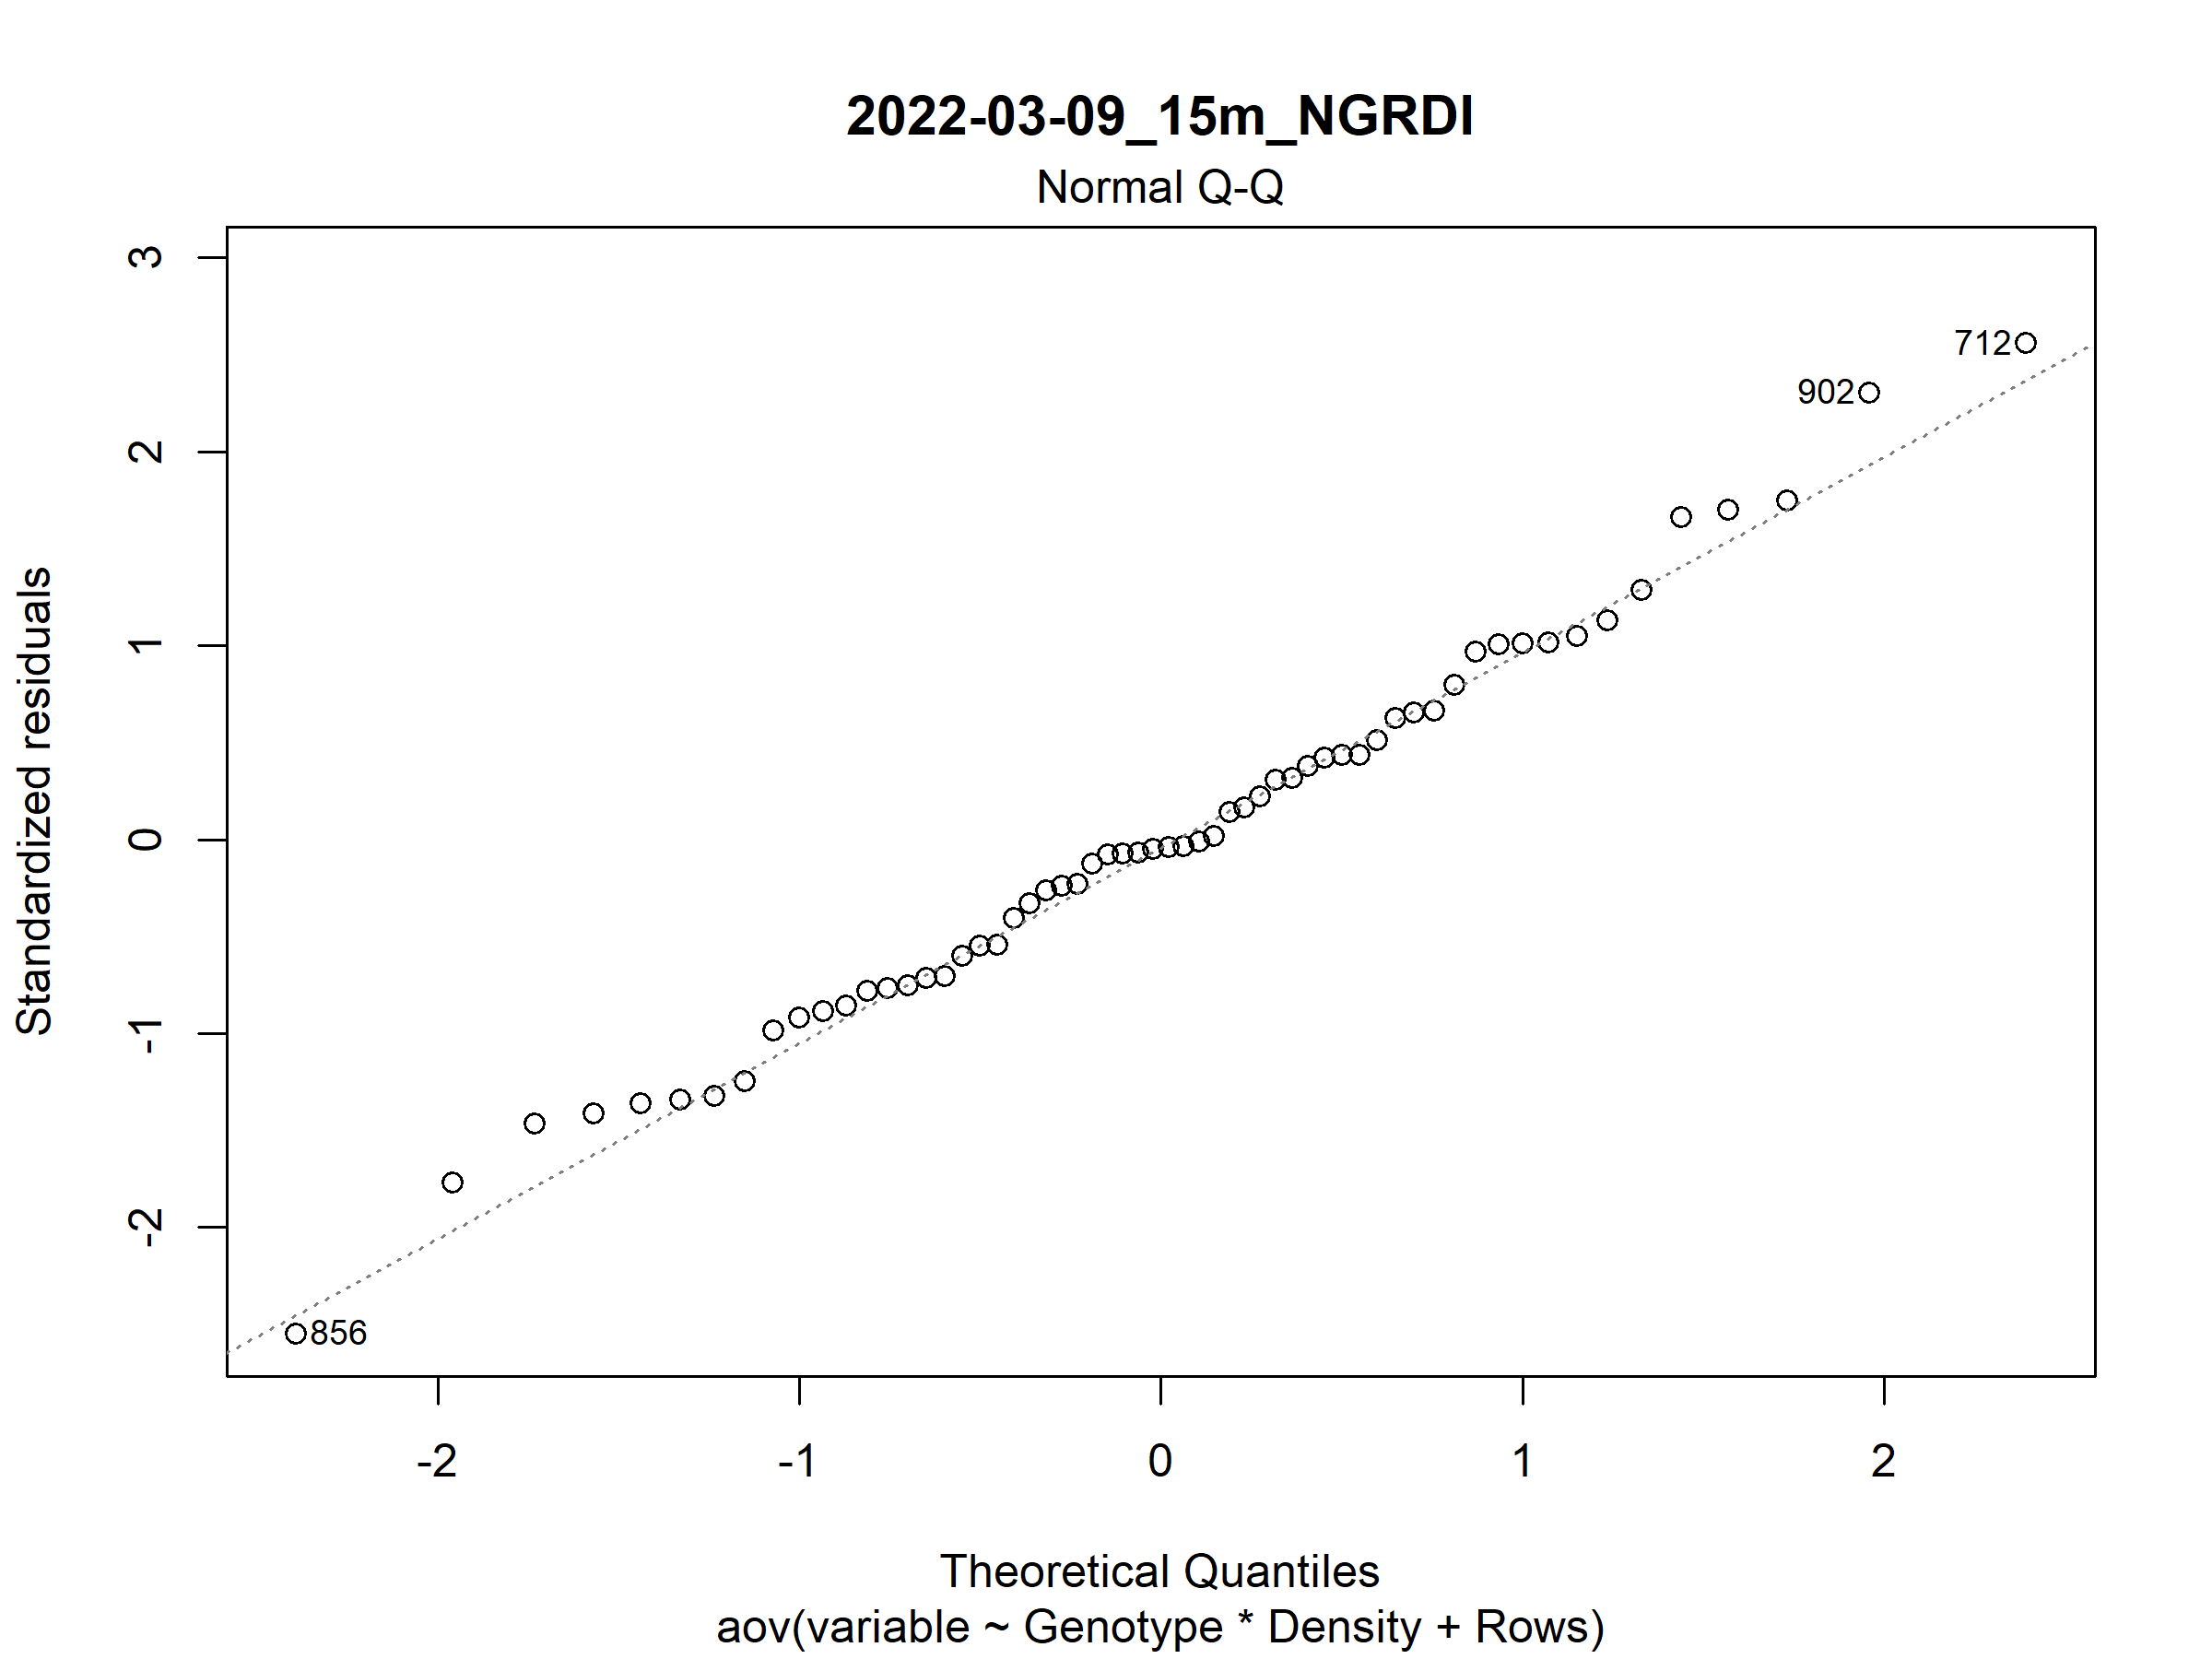 2022-03-09_15m_NGRDI
Normal Q-Q
3
2
1
0
-1
-2
Standardized residuals
712
902
856
-2
-1
0
1
2
Theoretical Quantiles
aov(variable ~ Genotype * Density + Rows)